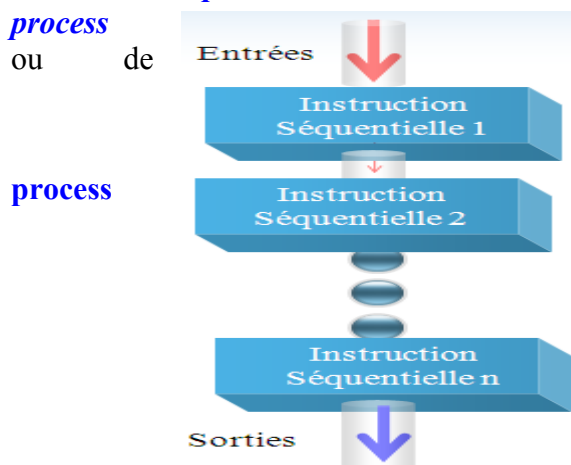 process
ou de
Entrées
Instruction
Séquentielle 1
process
Instruction
Séquentielle 2
Instruction
Séquentielle n
Sorties